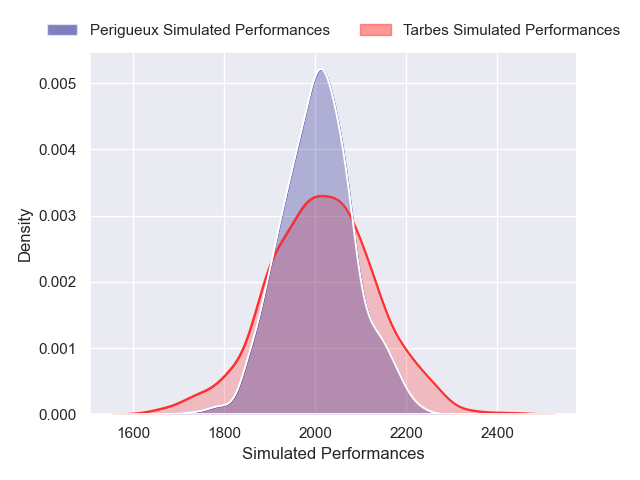 Perigueux Simulated Performances Tarbes Simulated Performances
0.005
0.004
0.003
0.002
0.001
0.000
Density
1600 1800 2000 2200 2400
Simulated Performances